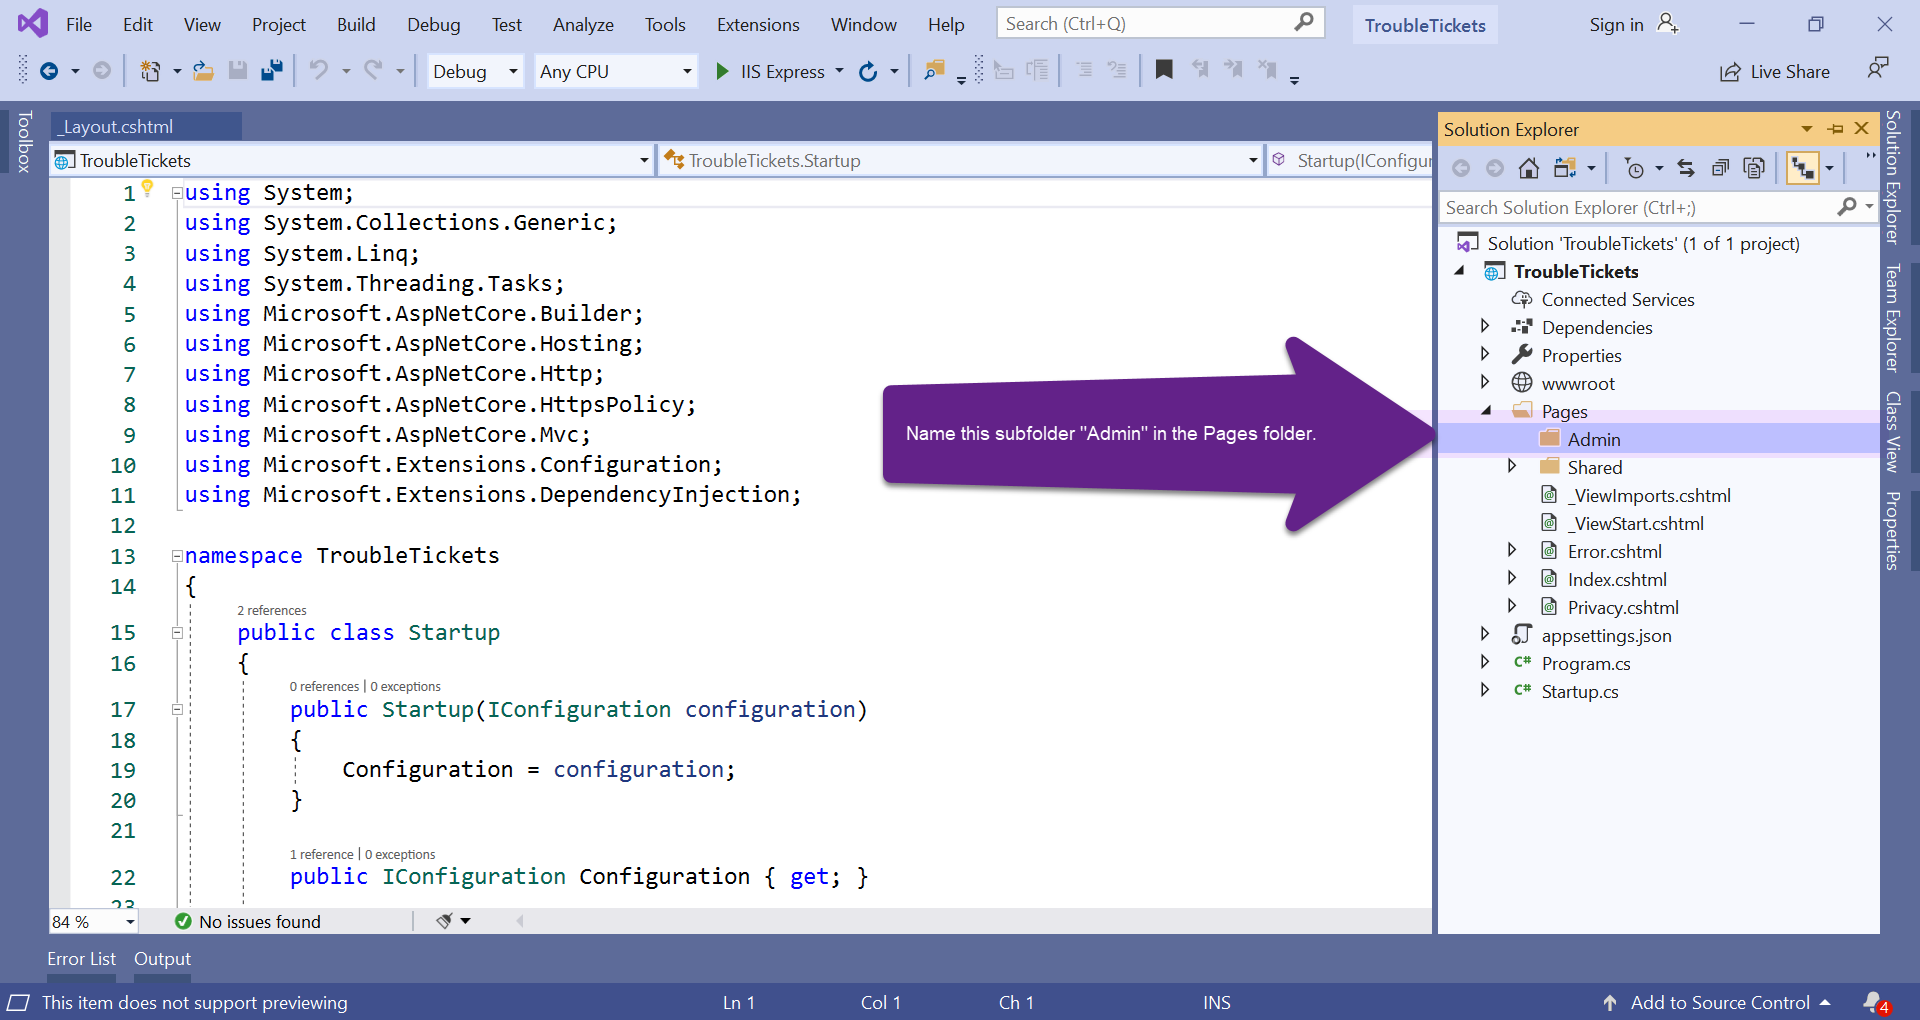 File Edit View Project Build Debug Test Analyze Tools Extensions Window Help Search (Ctrl+Q) TroubleTickets Sign in
Debug Any CPU IIS Express Live Share
Toolbox
_Layout.cshtml
TroubleTickets TroubleTickets.Startup Startup(IConfigur
1 using System;
2 using System.Collections.Generic;
3 using System.Linq;
4 using System.Threading.Tasks;
5 using Microsoft.AspNetCore.Builder;
6 using Microsoft.AspNetCore.Hosting;
7 using Microsoft.AspNetCore.Http;
8 using Microsoft.AspNetCore.HttpsPolicy;
9 using Microsoft.AspNetCore.Mvc;
10 using Microsoft.Extensions.Configuration;
11 using Microsoft.Extensions.DependencyInjection;
12
13 namespace TroubleTickets
14 {
2 references
15 public class Startup
16 {
0 references | 0 exceptions
17 public Startup(IConfiguration configuration)
18 {
19 Configuration = configuration;
20 }
21
1 reference | 0 exceptions
22 public IConfiguration Configuration { get; }
23
84 % No issues found
Name this subfolder "Admin" in the Pages folder.
Solution Explorer
Search Solution Explorer (Ctrl+;)
Solution 'TroubleTickets' (1 of 1 project)
TroubleTickets
Connected Services
Dependencies
Properties
wwwroot
Pages
Admin
Shared
_ViewImports.cshtml
_ViewStart.cshtml
Error.cshtml
Index.cshtml
Privacy.cshtml
appsettings.json
C# Program.cs
C# Startup.cs
Solution Explorer
Team Explorer
Class View
Properties
Error List Output
This item does not support previewing Ln 1 Col 1 Ch 1 INS Add to Source Control 4